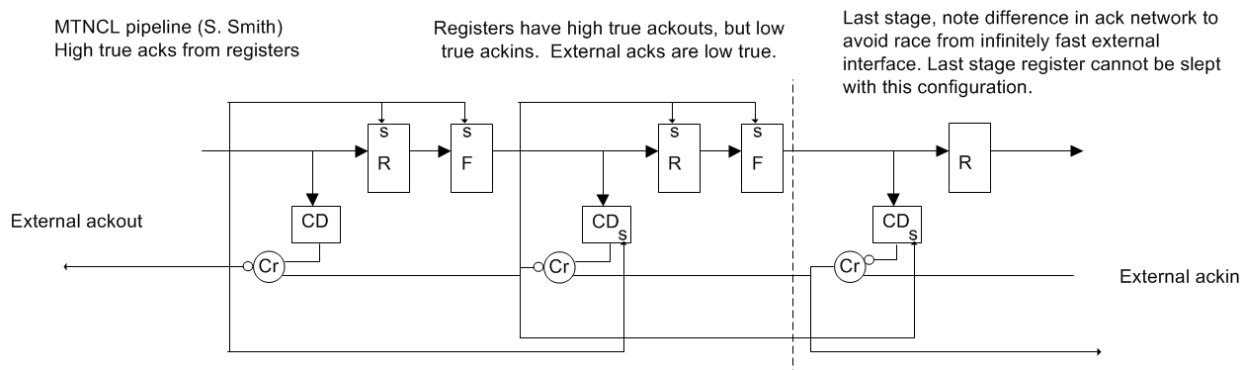 MTNCL pipeline (S. Smith)
High true acks from registers
Registers have high true ackouts, but low
true ackins. External acks are low true.
Last stage, note difference in ack network to
avoid race from infinitely fast external
interface. Last stage register cannot be slept
with this configuration.
s
s
s
s
R
F
R
F
R
CD
CD
s
CD
s
External ackout
Cr
Cr
Cr
External ackin